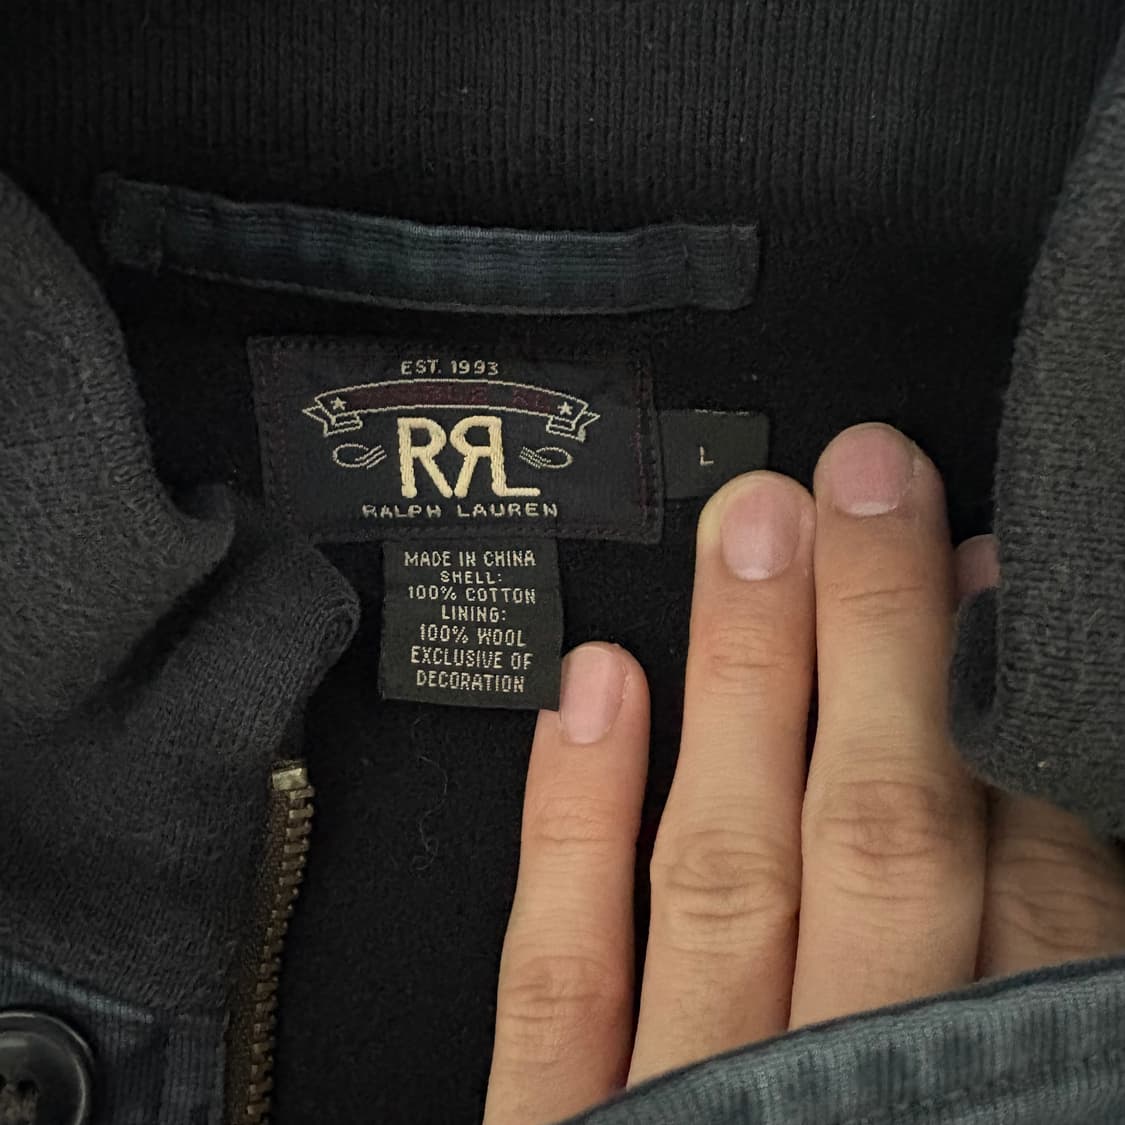 EST. 1993
RRL
RALPH LAUREN
L
MADE IN CHINA
SHELL:
100% COTTON
LINING:
100% WOOL
EXCLUSIVE OF
DECORATION